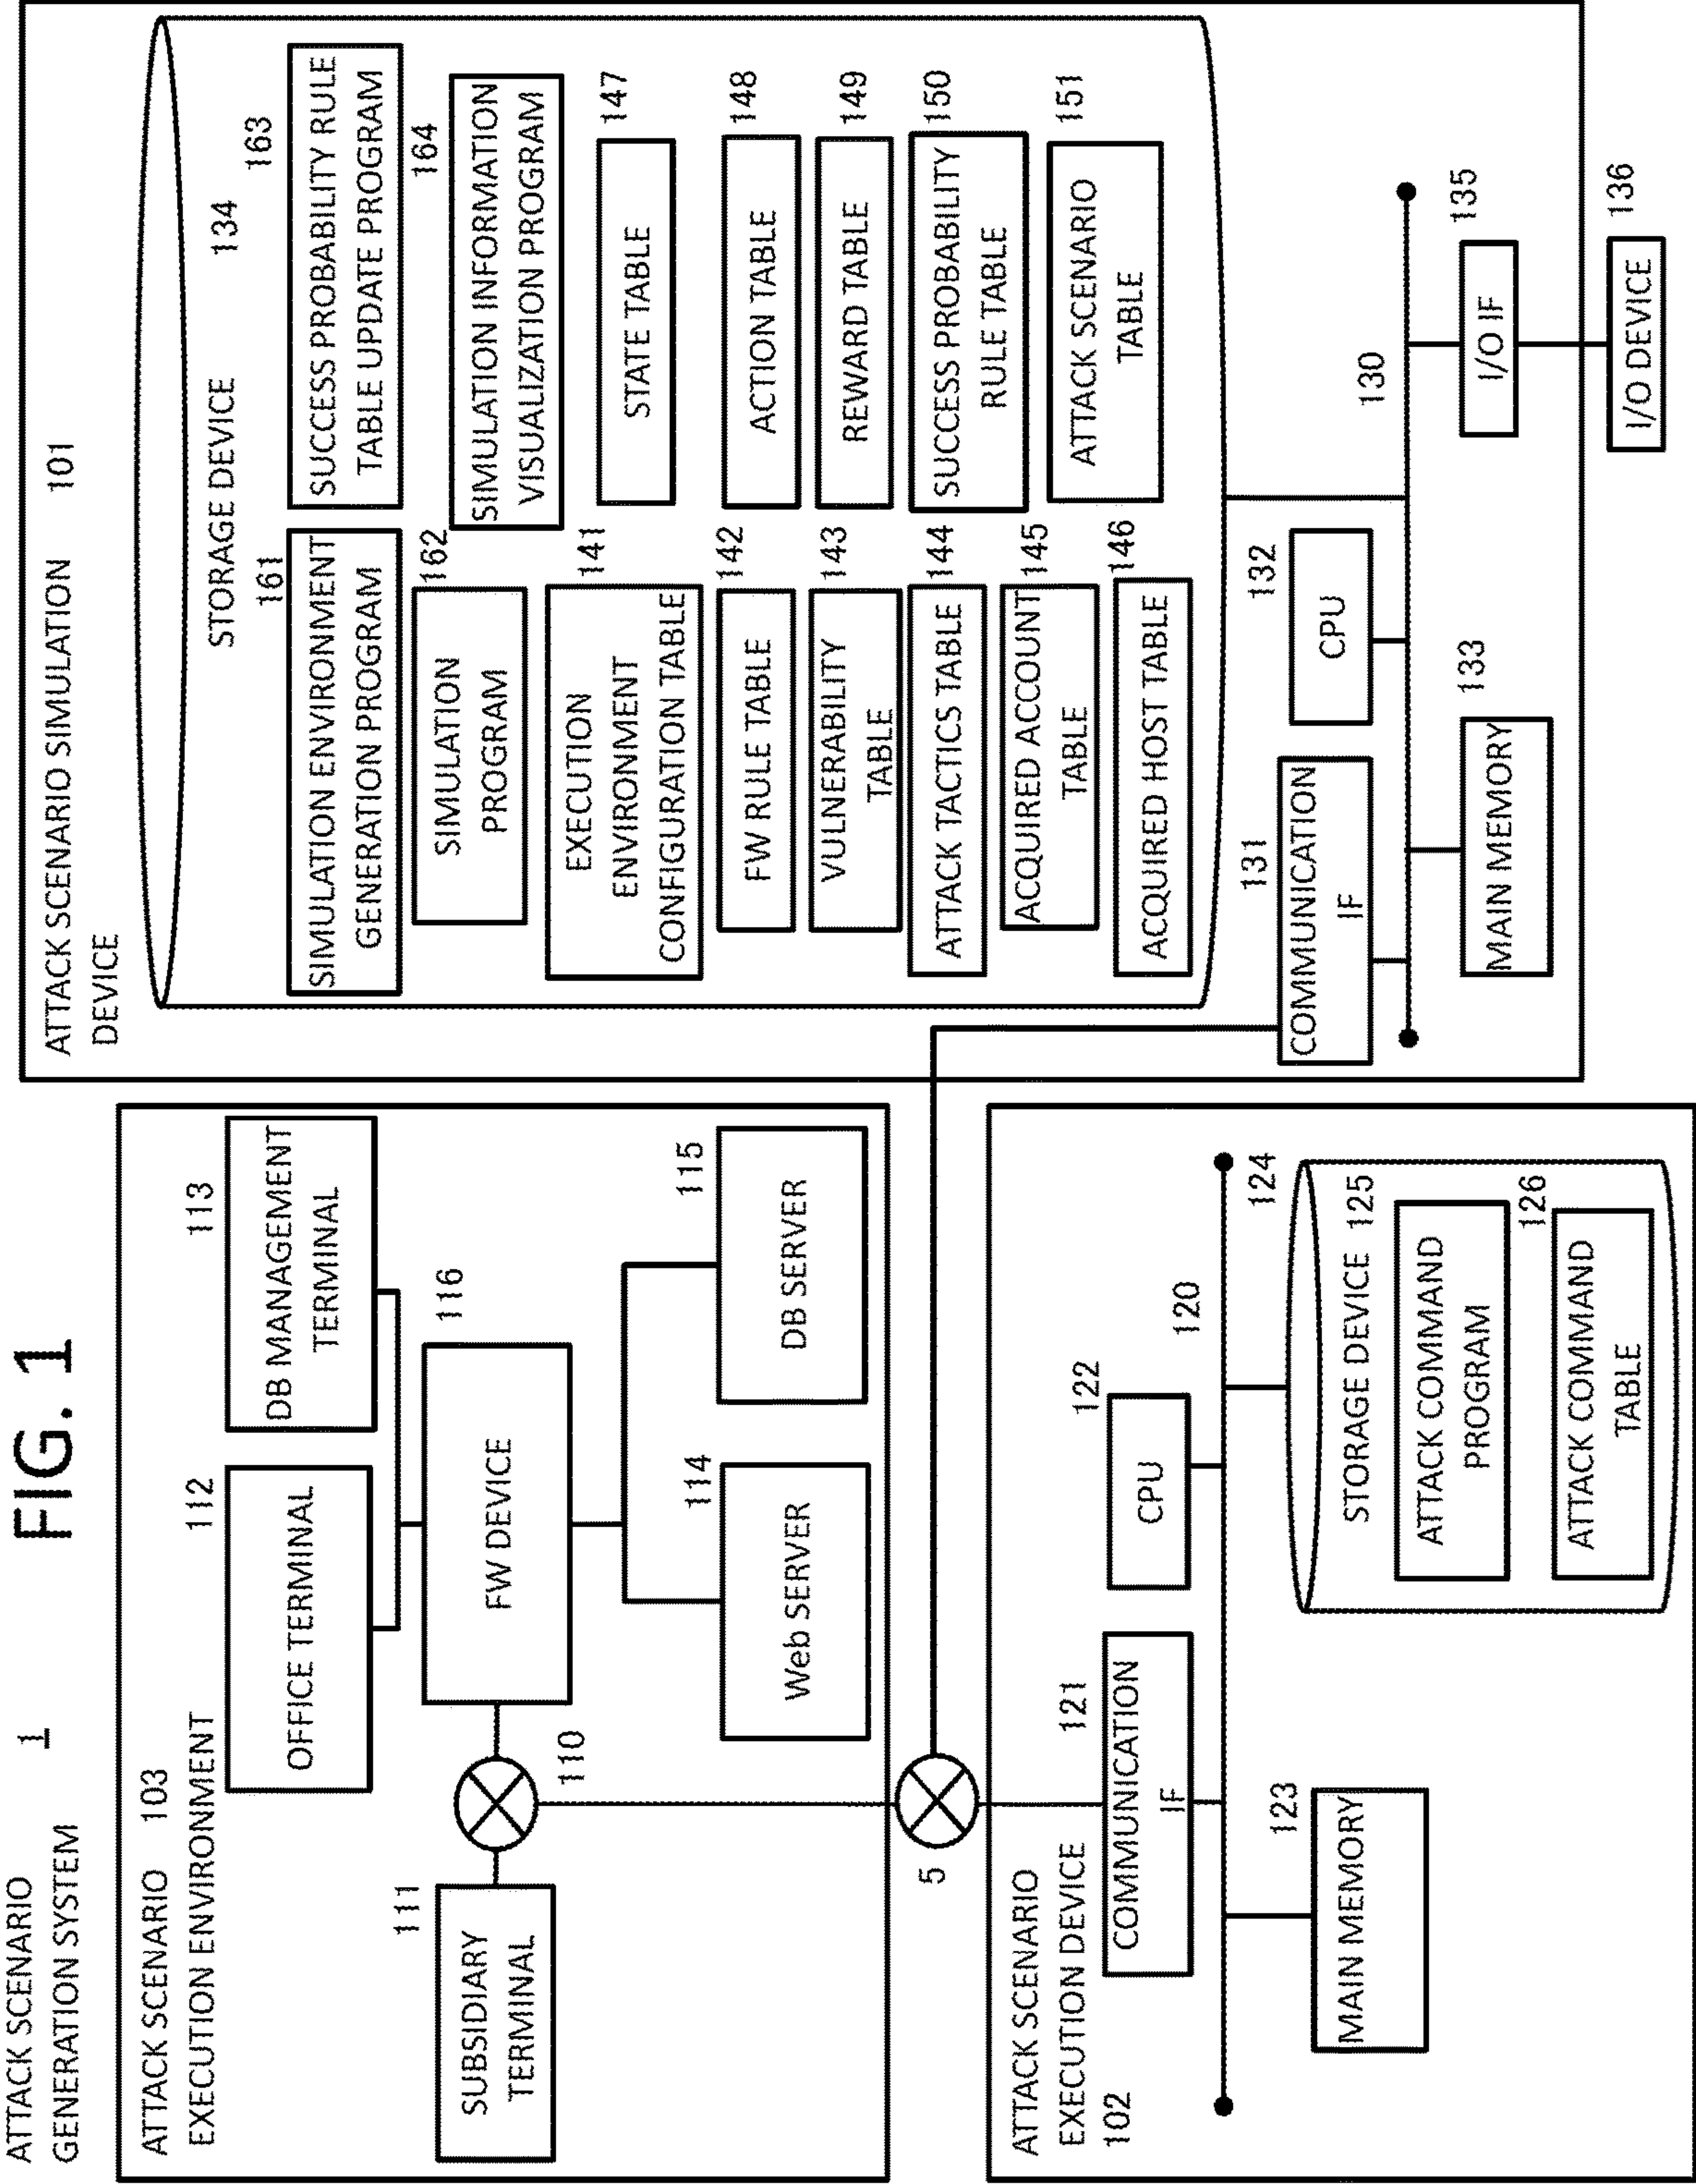 FIG. 1
ATTACK SCENARIO
GENERATION SYSTEM 1
ATTACK SCENARIO 103
EXECUTION ENVIRONMENT
111
SUBSIDIARY
TERMINAL
110
112
OFFICE TERMINAL
113
DB MANAGEMENT
TERMINAL
116
FW DEVICE
114
Web SERVER
115
DB SERVER
5
ATTACK SCENARIO
EXECUTION DEVICE
102
121
COMMUNICATION
IF
122
CPU
120
123
MAIN MEMORY
124
STORAGE DEVICE
125
ATTACK COMMAND
PROGRAM
126
ATTACK COMMAND
TABLE
ATTACK SCENARIO SIMULATION 101
DEVICE
STORAGE DEVICE 134
161
SIMULATION ENVIRONMENT
GENERATION PROGRAM
163
SUCCESS PROBABILITY RULE
TABLE UPDATE PROGRAM
162
SIMULATION
PROGRAM
164
SIMULATION INFORMATION
VISUALIZATION PROGRAM
141
EXECUTION
ENVIRONMENT
CONFIGURATION TABLE
147
STATE TABLE
142
FW RULE TABLE
148
ACTION TABLE
143
VULNERABILITY
TABLE
149
REWARD TABLE
144
ATTACK TACTICS TABLE
150
SUCCESS PROBABILITY
RULE TABLE
145
ACQUIRED ACCOUNT
TABLE
151
ATTACK SCENARIO
TABLE
146
ACQUIRED HOST TABLE
131
COMMUNICATION
IF
132
CPU
130
133
MAIN MEMORY
135
I/O IF
136
I/O DEVICE